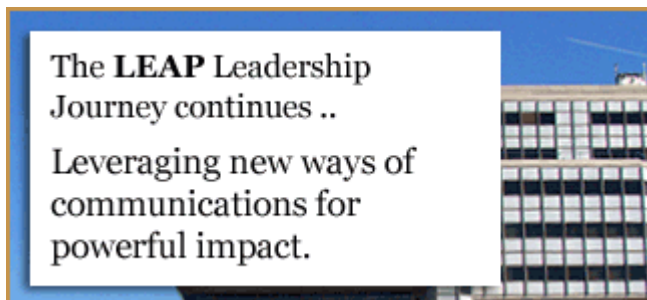 The LEAP Leadership
Journey continues ..
Leveraging new ways of
communications for
powerful impact.